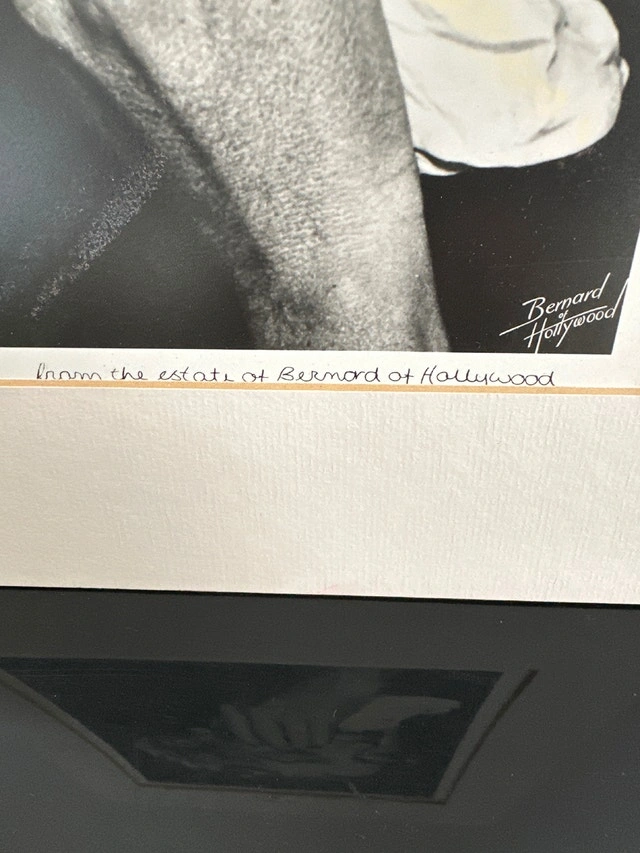 Bernard
of
Hollywood
From the estate of Bernard of Hollywood